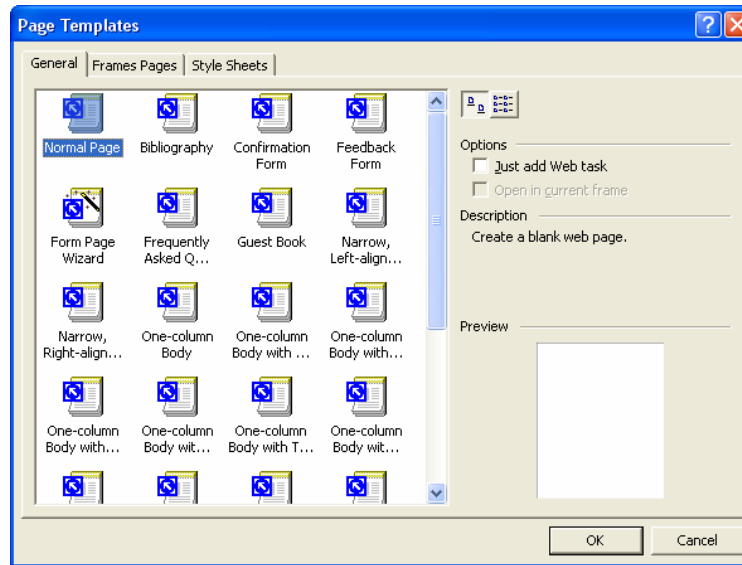 Page Templates
General
Frames Pages
Style Sheets
Normal Page
Bibliography
Confirmation
Form
Feedback
Form
Form Page
Wizard
Frequently
Asked Q...
Guest Book
Narrow,
Left-align...
Narrow,
Right-align...
One-column
Body
One-column
Body with ...
One-column
Body with...
One-column
Body with...
One-column
Body wit...
One-column
Body with T...
One-column
Body wit...
Options
Just add Web task
Open in current frame
Description
Create a blank web page.
Preview
OK
Cancel